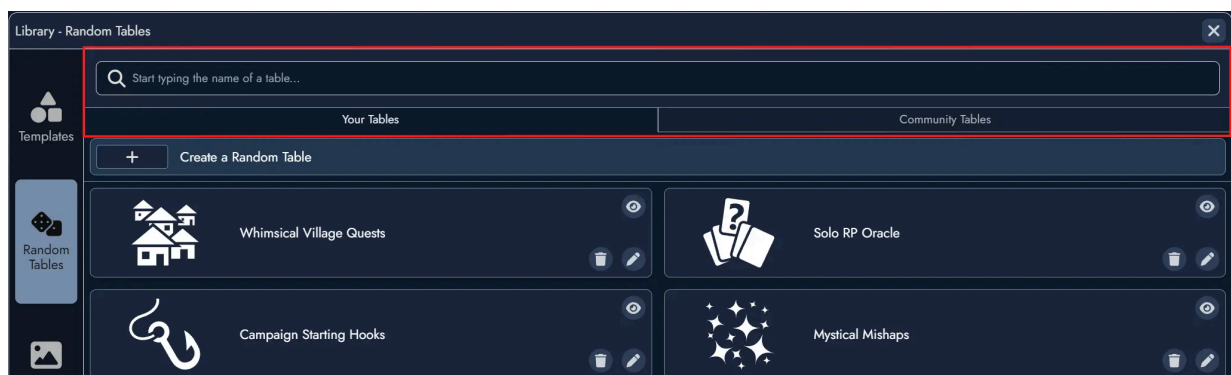 Library - Random Tables
Start typing the name of a table...
Templates
Your Tables
Community Tables
+ Create a Random Table
Random
Tables
Whimsical Village Quests
?
Solo RP Oracle
Campaign Starting Hooks
Mystical Mishaps